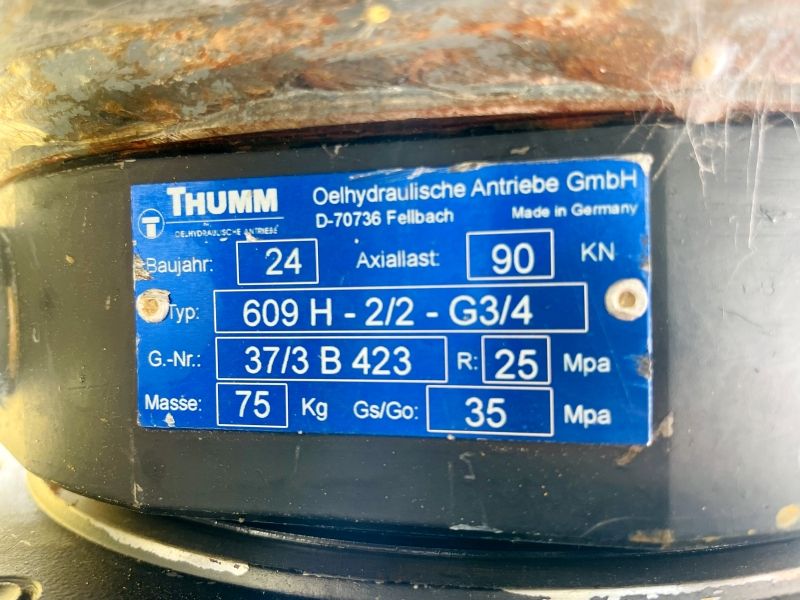 THUMM Oelhydraulische Antriebe GmbH
T OELHYDRAULISCHE ANTRIEBE D-70736 Fellbach Made in Germany
Baujahr: 24 Axiallast: 90 KN
Typ: 609 H - 2/2 - G3/4
G.-Nr.: 37/3 B 423 R: 25 Mpa
Masse: 75 Kg Gs/Go: 35 Mpa